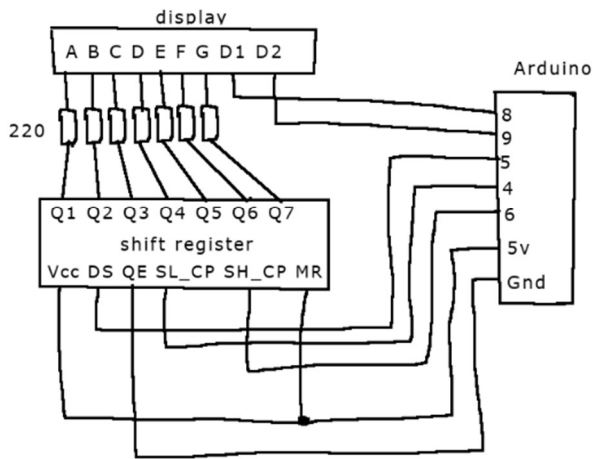 display
A B C D E F G D1 D2
Arduino
220
8
9
5
4
6
5v
Gnd
Q1 Q2 Q3 Q4 Q5 Q6 Q7
shift register
Vcc DS QE SL_CP SH_CP MR